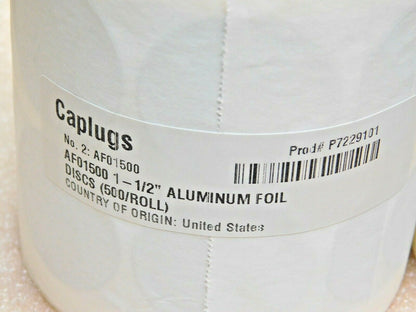 Caplugs
No. 2: AF01500
Prod# P7229101
AF01500 1-1/2" ALUMINUM FOIL
DISCS (500/ROLL)
COUNTRY OF ORIGIN: United States